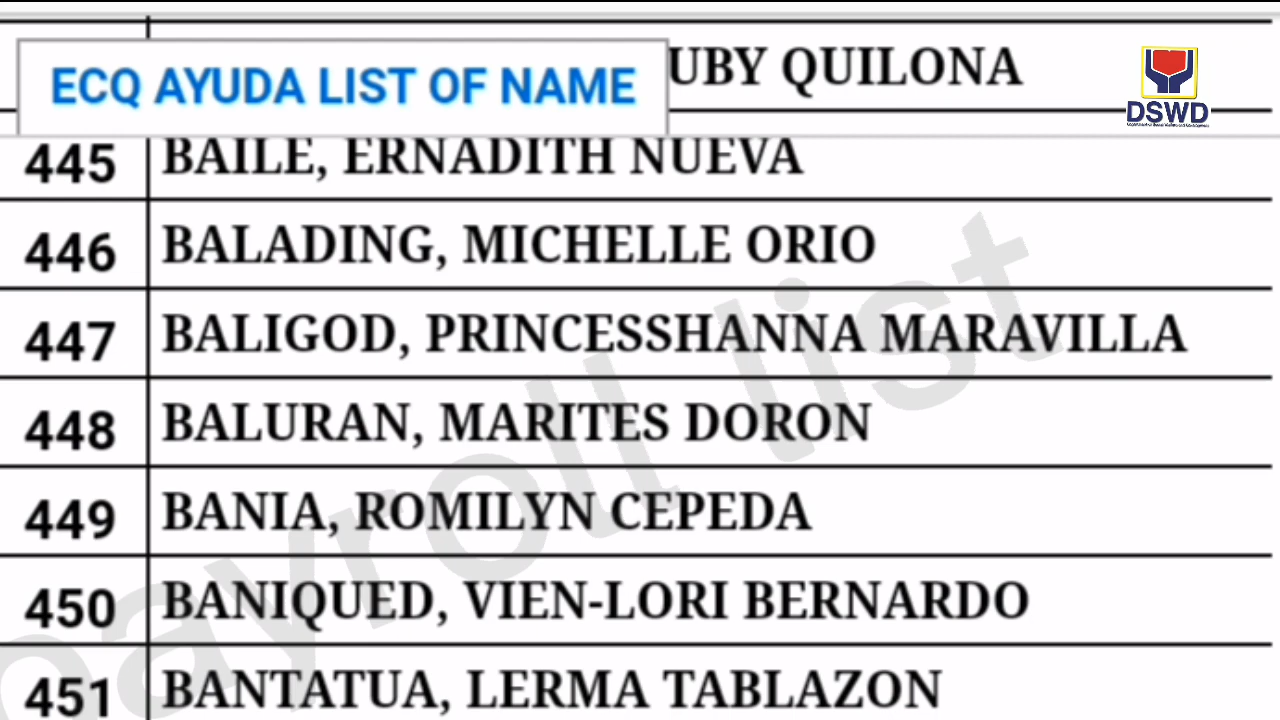 UBY QUILONA
ECQ AYUDA LIST OF NAME
DSWD
445 BAILE, ERNADITH NUEVA
446 BALADING, MICHELLE ORIO
447 BALIGOD, PRINCESSHANNA MARAVILLA
448 BALURAN, MARITES DORON
449 BANIA, ROMILYN CEPEDA
450 BANIQUED, VIEN-LORI BERNARDO
451 BANTATUA, LERMA TABLAZON
payroll list